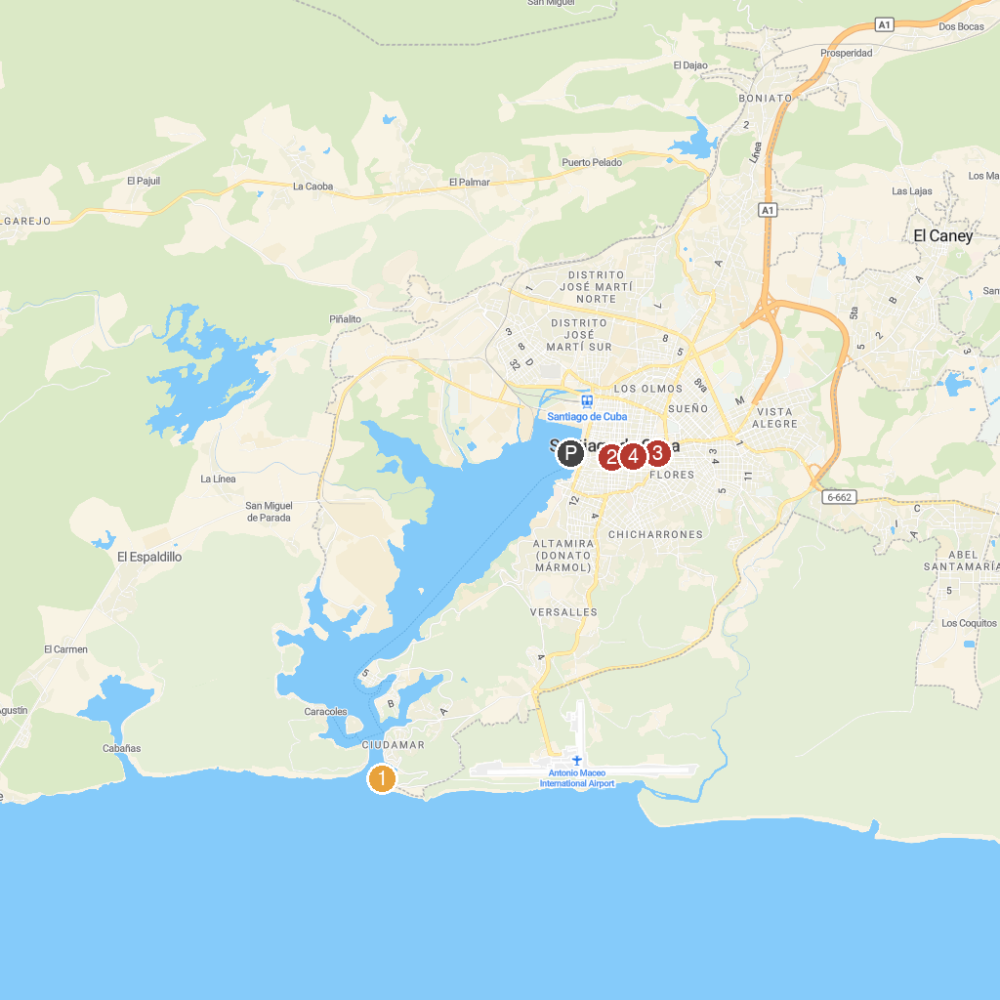 San Miguel
A1
Dos Bocas
Prosperidad
El Dajao
BONIATO
2
Línea
Puerto Pelado
El Pajuil
La Caoba
El Palmar
Las Lajas
Los Ma
A1
LGAREJO
El Caney
A
DISTRITO
JOSÉ MARTÍ
NORTE
1
A
B
San
7
5ta
Piñalito
DISTRITO
JOSÉ
MARTÍ SUR
3
8
D
32
8
5
2
5
3
8va
LOS OLMOS
M
SUEÑO
VISTA
ALEGRE
Santiago de Cuba
P
2
4
3
1
3
4
FLORES
11
5
La Línea
12
4
6-662
San Miguel
de Parada
C
I
A
CHICHARRONES
ALTAMIRA
(DONATO
MÁRMOL)
El Espaldillo
ABEL
SANTAMARÍA
5
VERSALLES
Los Coquitos
El Carmen
4
5
B
A
Agustín
Caracoles
CIUDAMAR
Cabañas
1
Antonio Maceo
International Airport